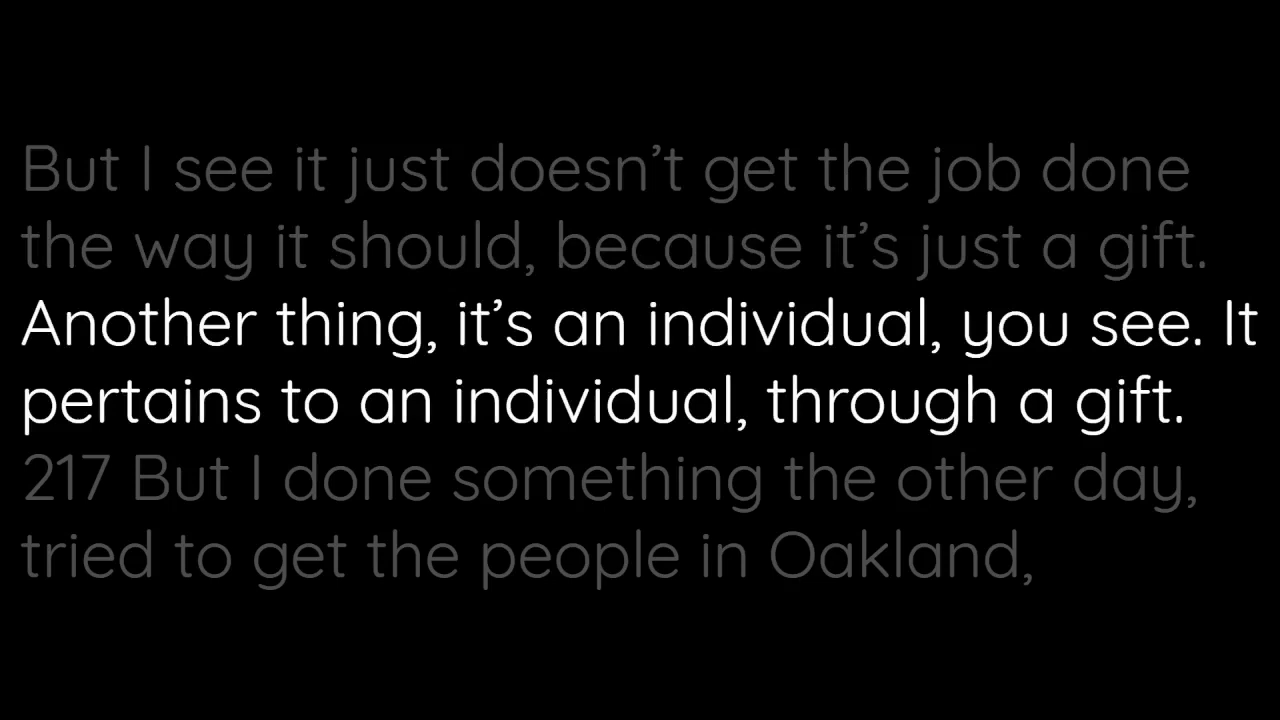 But I see it just doesn’t get the job done
the way it should, because it’s just a gift.
Another thing, it’s an individual, you see. It
pertains to an individual, through a gift.
217 But I done something the other day,
tried to get the people in Oakland,